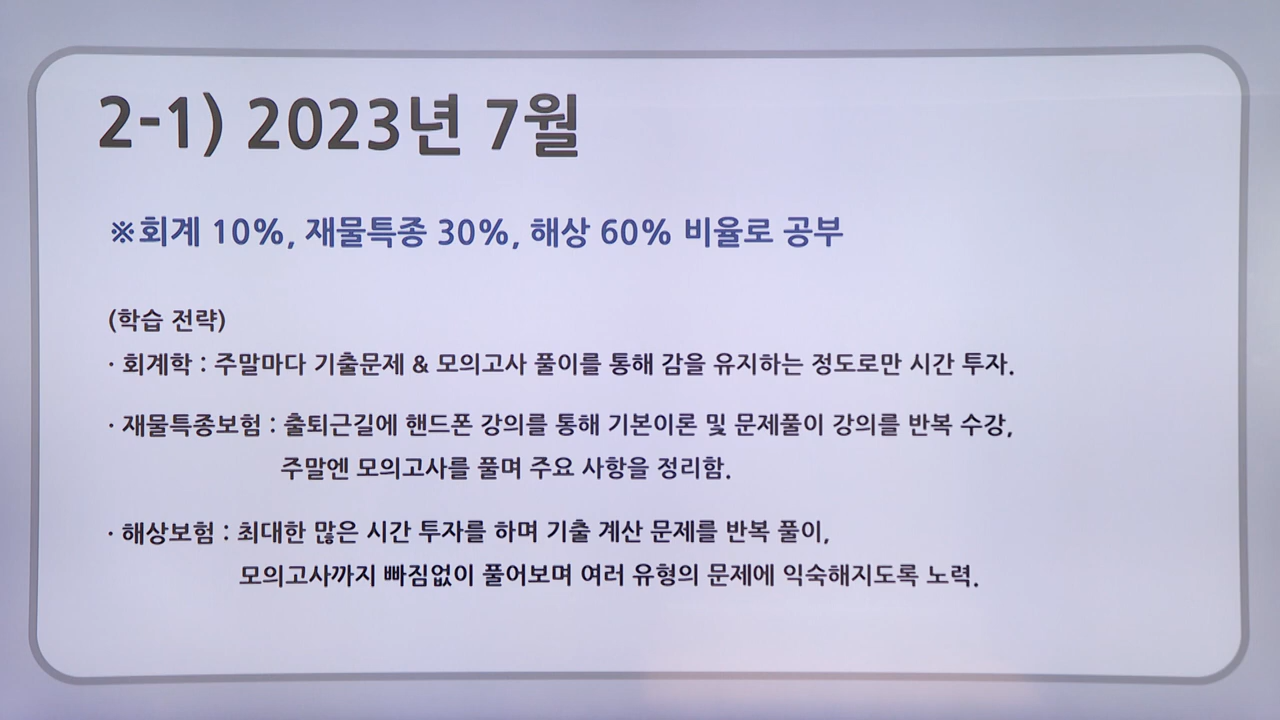 2-1) 2023년 7월
※회계 10%, 재물특종 30%, 해상 60% 비율로 공부
(학습 전략)
· 회계학 : 주말마다 기출문제 & 모의고사 풀이를 통해 감을 유지하는 정도로만 시간 투자.
· 재물특종보험 : 출퇴근길에 핸드폰 강의를 통해 기본이론 및 문제풀이 강의를 반복 수강,
주말엔 모의고사를 풀며 주요 사항을 정리함.
· 해상보험 : 최대한 많은 시간 투자를 하며 기출 계산 문제를 반복 풀이,
모의고사까지 빠짐없이 풀어보며 여러 유형의 문제에 익숙해지도록 노력.